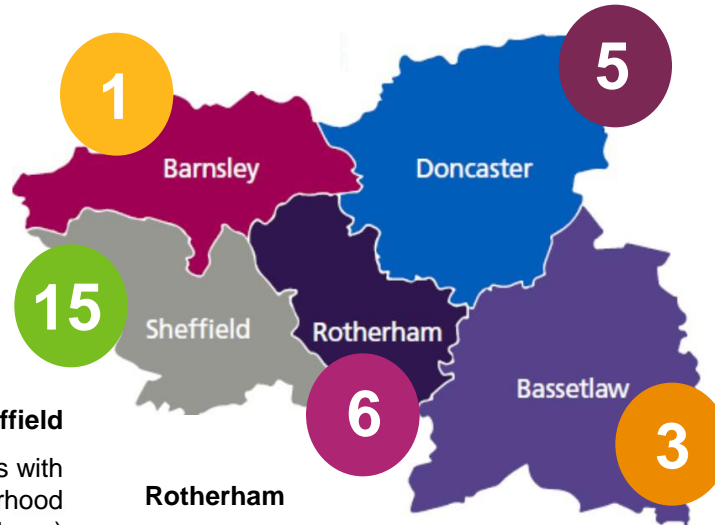 5
1
Barnsley
Doncaster
15
Sheffield
Rotherham
Bassetlaw
6
3
ffield
s with
rhood
Rotherham